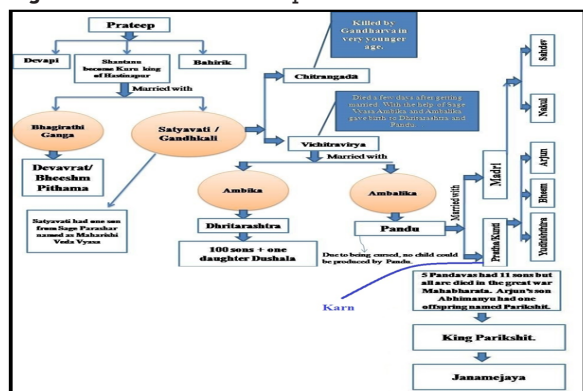 Prateep
Devapi
Shantanu
become Kuru king
of Hastinapur
Bahirik
Killed by
Gandharva in
very younger
age.
Married with
Chitrangada
Bhagirathi
Ganga
Satyavati /
Gandhkali
Died a few days after getting
married. With the help of Sage
Vyasa Ambika and Ambalika
gave birth to Dhritarashtra and
Pandu.
Vichitravirya
Married with
Devavrat/
Bheeshm
Pithama
Ambika
Ambalika
Satyavati had one son
from Sage Parashar
named as Maharishi
Veda Vyasa
Dhritarashtra
Pandu
100 sons + one
daughter Dushala
Due to being cursed, no child could
be produced by Pandu.
Married with
Madri
Pratha/Kunti
Sahdev
Nakul
Arjun
Bheem
Yudhishthra
Karn
5 Pandavas had 11 sons but
all are died in the great war
Mahabharata. Arjun's son
Abhimanyu had one
offspring named Parikshit.
King Parikshit.
Janamejaya